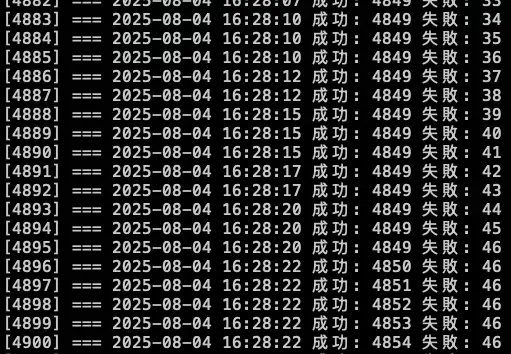 [4882] === 2025-08-04 16:28:07 成功: 4849 失敗: 33
[4883] === 2025-08-04 16:28:10 成功: 4849 失敗: 34
[4884] === 2025-08-04 16:28:10 成功: 4849 失敗: 35
[4885] === 2025-08-04 16:28:10 成功: 4849 失敗: 36
[4886] === 2025-08-04 16:28:12 成功: 4849 失敗: 37
[4887] === 2025-08-04 16:28:12 成功: 4849 失敗: 38
[4888] === 2025-08-04 16:28:15 成功: 4849 失敗: 39
[4889] === 2025-08-04 16:28:15 成功: 4849 失敗: 40
[4890] === 2025-08-04 16:28:15 成功: 4849 失敗: 41
[4891] === 2025-08-04 16:28:17 成功: 4849 失敗: 42
[4892] === 2025-08-04 16:28:17 成功: 4849 失敗: 43
[4893] === 2025-08-04 16:28:20 成功: 4849 失敗: 44
[4894] === 2025-08-04 16:28:20 成功: 4849 失敗: 45
[4895] === 2025-08-04 16:28:20 成功: 4849 失敗: 46
[4896] === 2025-08-04 16:28:22 成功: 4850 失敗: 46
[4897] === 2025-08-04 16:28:22 成功: 4851 失敗: 46
[4898] === 2025-08-04 16:28:22 成功: 4852 失敗: 46
[4899] === 2025-08-04 16:28:22 成功: 4853 失敗: 46
[4900] === 2025-08-04 16:28:22 成功: 4854 失敗: 46